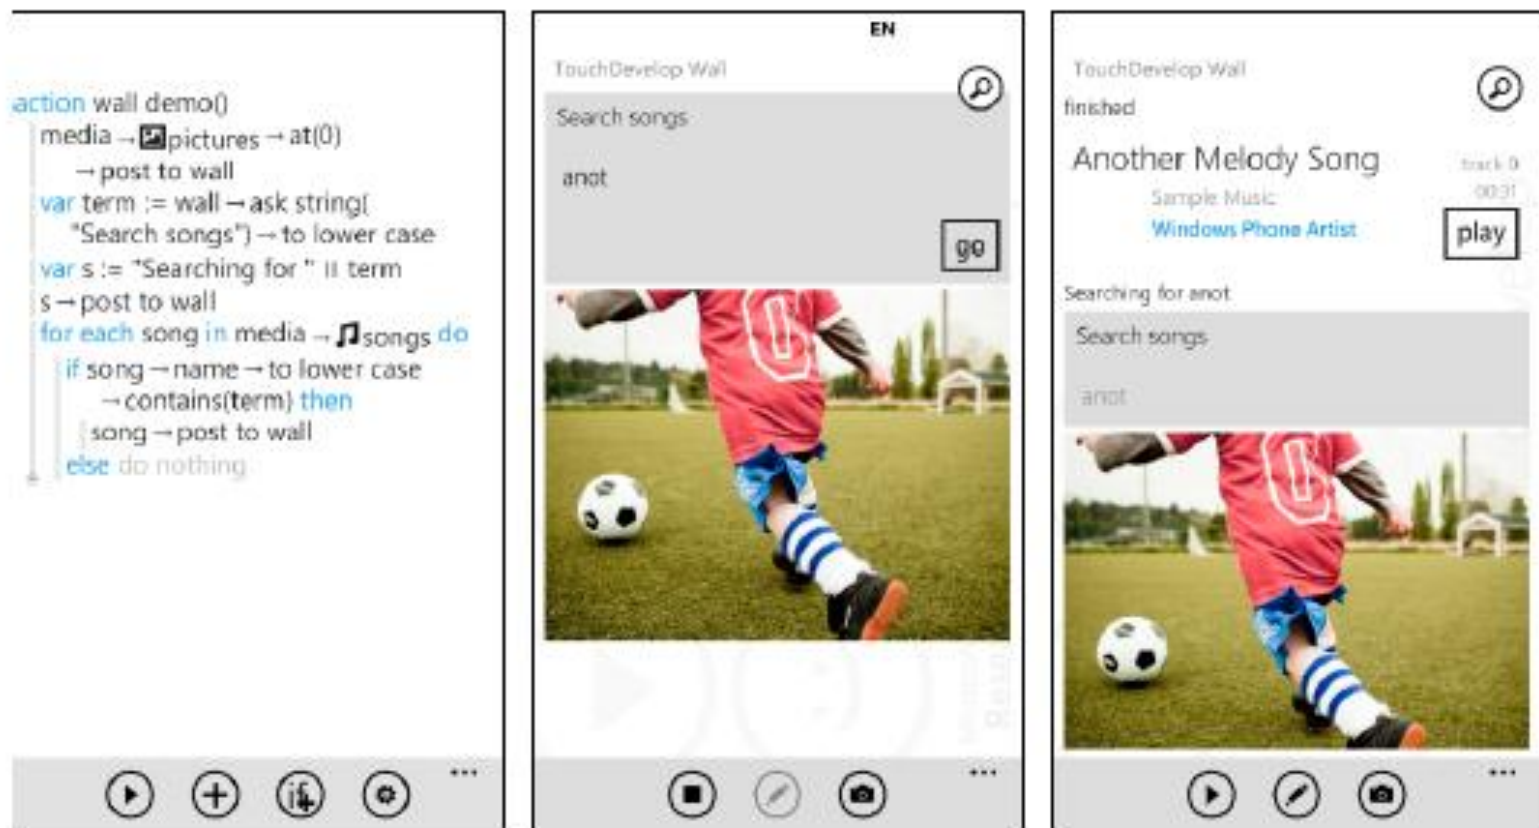 action wall demo()
media → pictures → at(0)
→ post to wall
var term := wall → ask string(
"Search songs") → to lower case
var s := "Searching for " || term
s → post to wall
for each song in media → songs do
if song → name → to lower case
→ contains(term) then
song → post to wall
else do nothing
EN
TouchDevelop Wall
Search songs
anot
go
TouchDevelop Wall
finished
Another Melody Song
track 0
Sample Music
00:31
Windows Phone Artist
play
Searching for anot
Search songs
anot